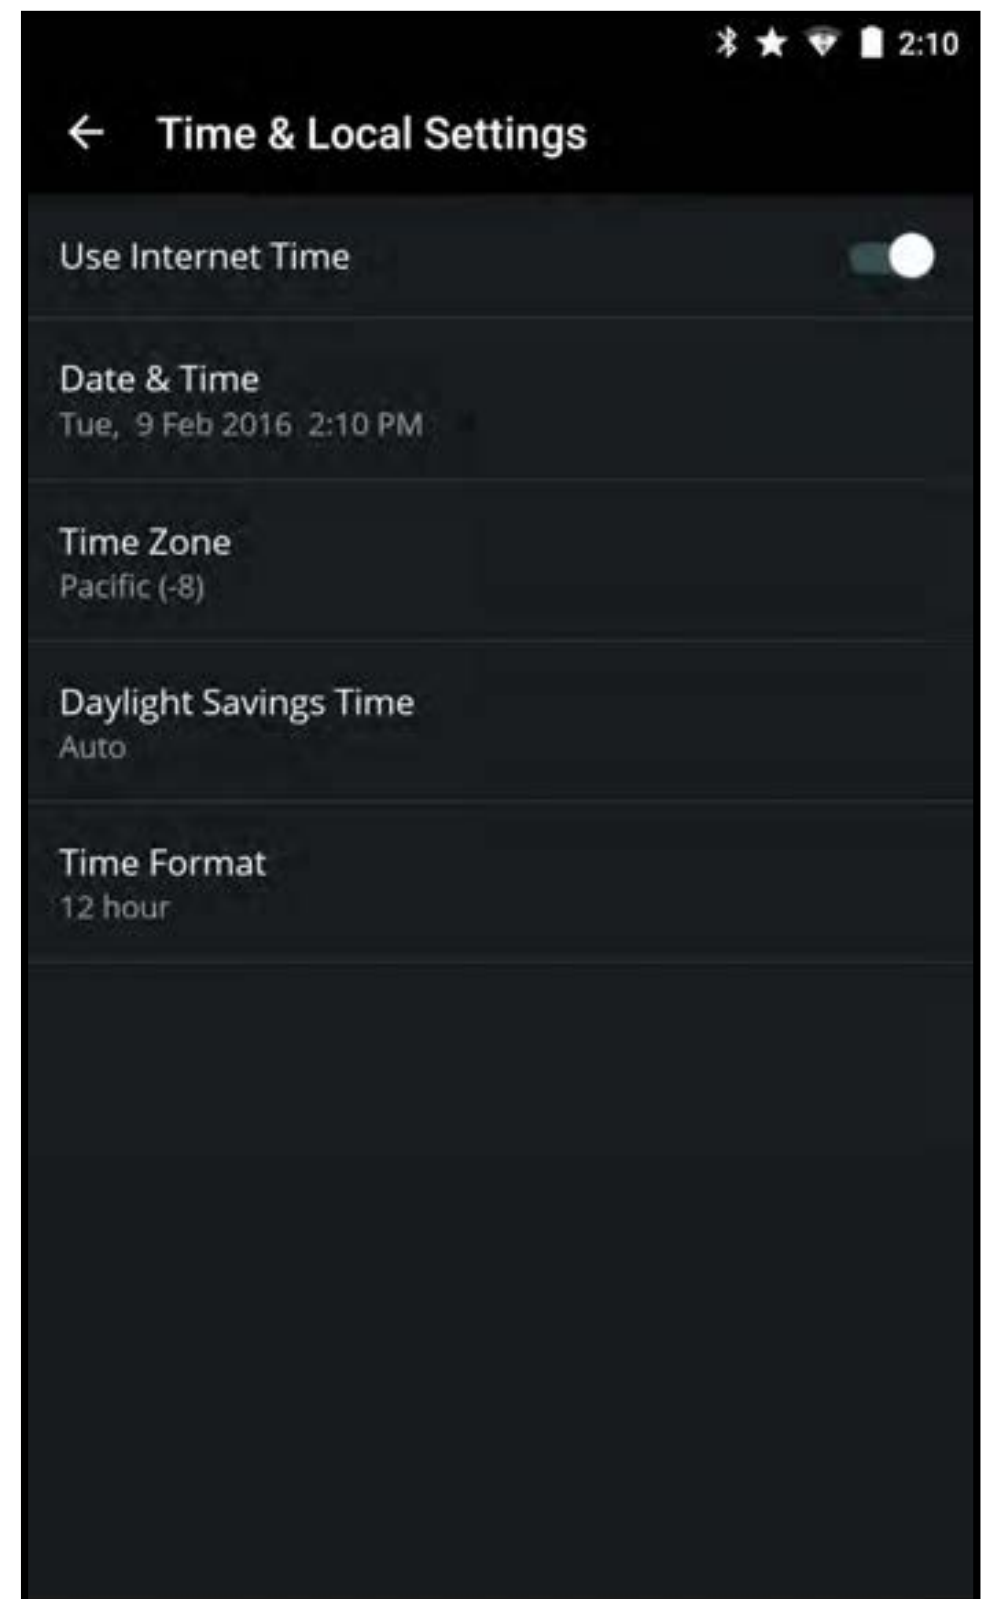 2:10
Time & Local Settings
Use Internet Time
Date & Time
Tue, 9 Feb 2016 2:10 PM
Time Zone
Pacific (-8)
Daylight Savings Time
Auto
Time Format
12 hour